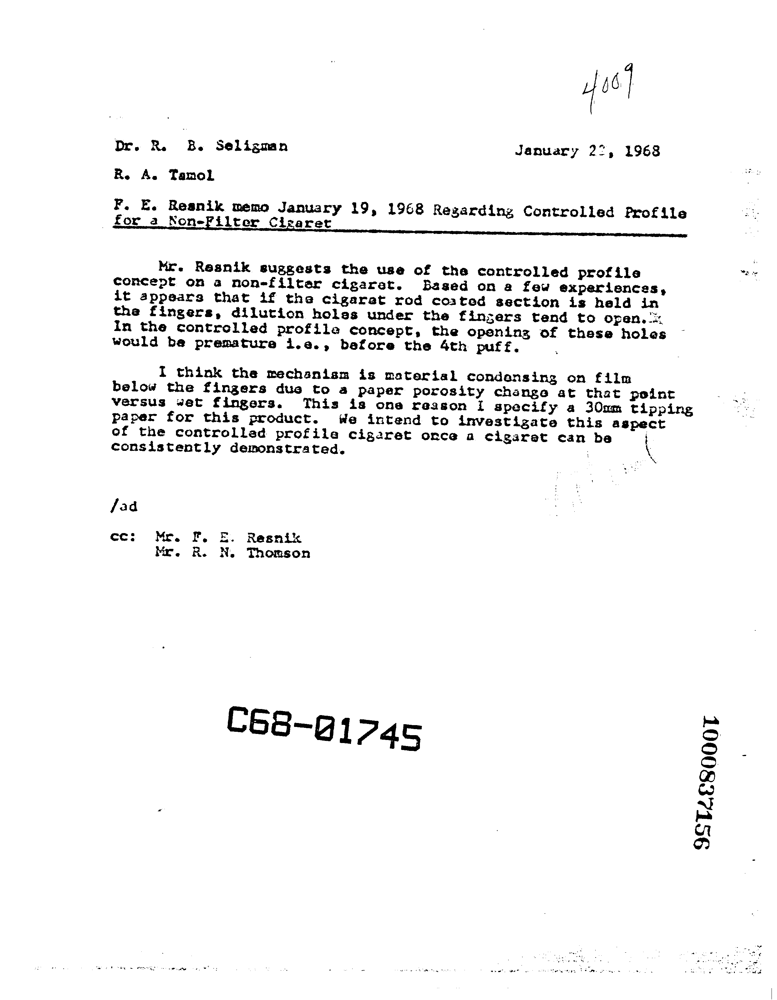 4009
Dr. R. B. Seligman
January 22, 1968
R. A. Tamol
F. E. Resnik memo January 19, 1968 Regarding Controlled Profile
for a Non-Filter Cigaret
Mr. Resnik suggests the use of the controlled profile
concept on a non-filter cigaret. Based on a few experiences,
it appears that if the cigarat rod coated section is held in
the fingers, dilution holes under the fingers tend to open.
In the controlled profile concept, the opening of these holes
would be premature i.e., before the 4th puff.
I think the mechanism is material condensing on film
below the fingers due to a paper porosity change at that point
versus wet fingers. This is one reason I specify a 30mm tipping
paper for this product. We intend to investigate this aspect
of the controlled profile cigaret once a cigaret can be
consistently demonstrated.
/ad
cc: Mr. F. E. Resnik
Mr. R. N. Thomson
C68-01745
1000837156